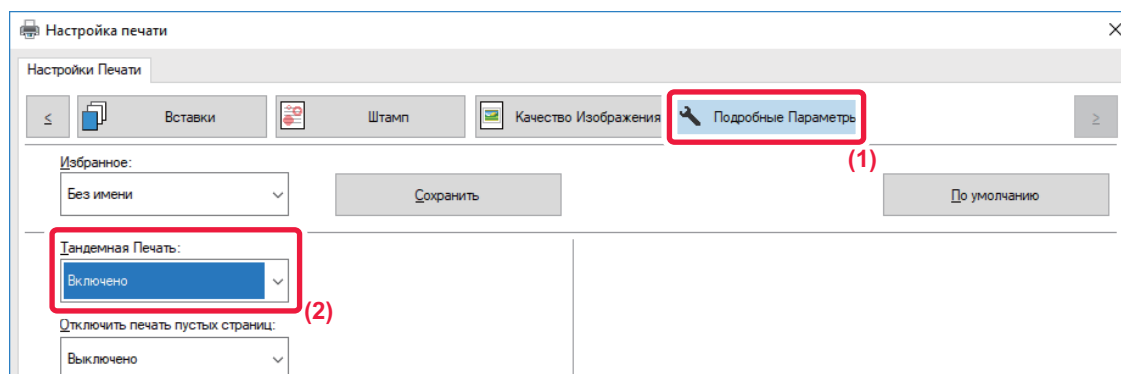 Настройка печати
Настройки Печати
< Вставки Штамп Качество Изображения Подробные Параметры >
(1)
Избранное:
Без имени Сохранить По умолчанию
Тандемная Печать:
Включено
(2)
Отключить печать пустых страниц:
Выключено